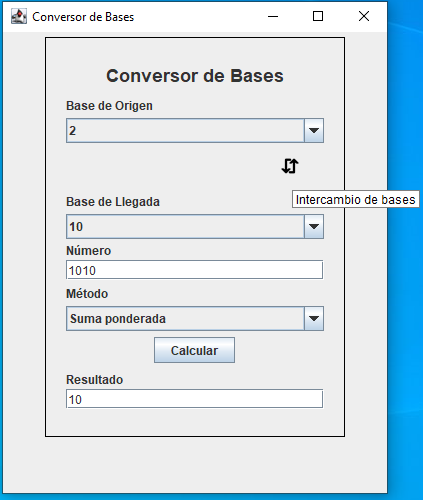 Conversor de Bases
Conversor de Bases
Base de Origen
2
Intercambio de bases
Base de Llegada
10
Número
1010
Método
Suma ponderada
Calcular
Resultado
10